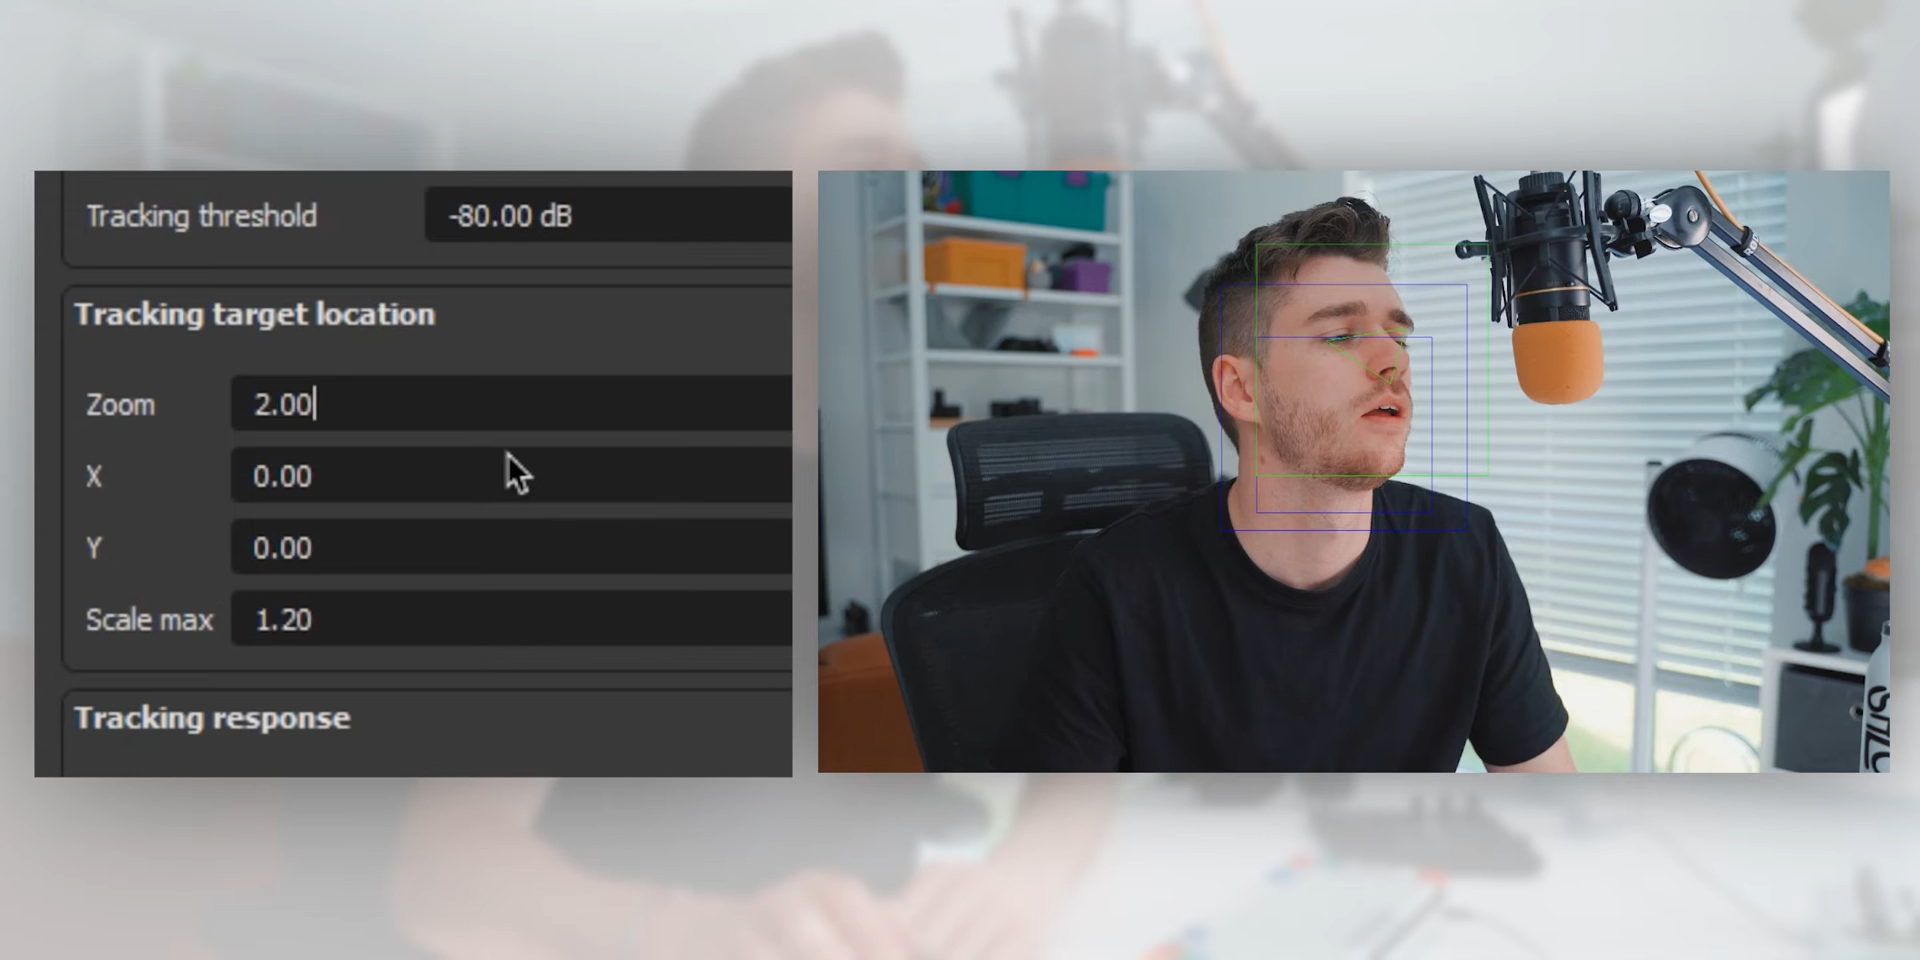 Tracking threshold -80.00 dB
Tracking target location
Zoom 2.00
X 0.00
Y 0.00
Scale max 1.20
Tracking response